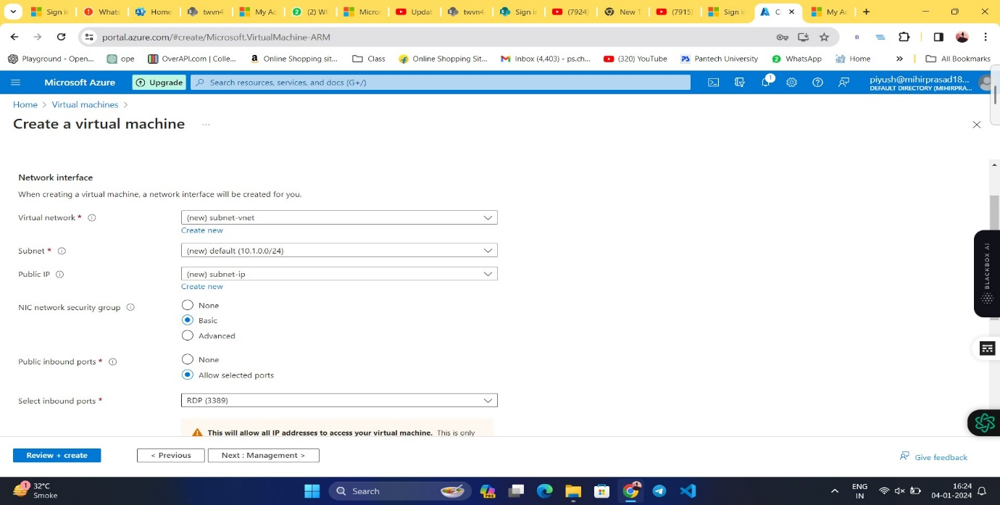 Sign i
Whats
Home
twvn4
My Ac
(2) Wh
Micros
Updat
twvn4
Sign i
(7924)
New T
(7915)
Sign i
C
My Ac
portal.azure.com/#create/Microsoft.VirtualMachine-ARM
Playground - Open...
ope
OverAPI.com | Colle...
Online Shopping sit...
Class
Online Shopping Sit...
Inbox (4,403) - ps.ch...
(320) YouTube
Pantech University
WhatsApp
Home
»
All Bookmarks
Microsoft Azure
Upgrade
Search resources, services, and docs (G+/)
1
piyush@mihirprasad18...
DEFAULT DIRECTORY (MIHIRPRA...
Home > Virtual machines >
Create a virtual machine ...
Network interface
When creating a virtual machine, a network interface will be created for you.
Virtual network *
(new) subnet-vnet
Create new
Subnet *
(new) default (10.1.0.0/24)
Public IP
(new) subnet-ip
Create new
NIC network security group
None
Basic
Advanced
Public inbound ports *
None
Allow selected ports
Select inbound ports *
RDP (3389)
This will allow all IP addresses to access your virtual machine. This is only
BLACKBOX AI
Review + create
< Previous
Next : Management >
Give feedback
1
32°C
Smoke
Search
PRE
ENG
IN
16:24
04-01-2024